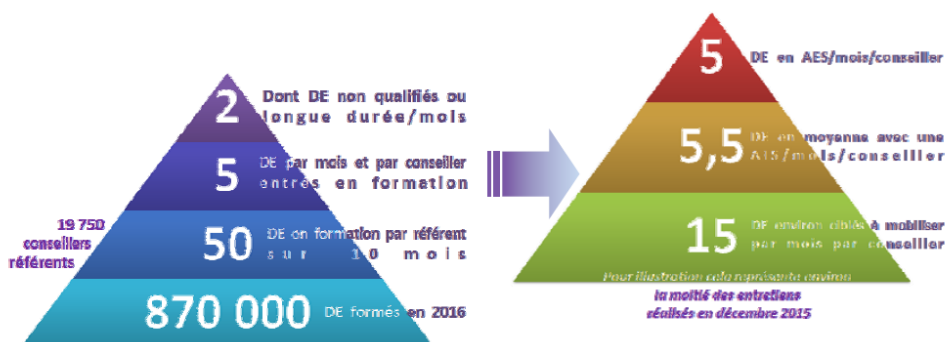 2
Dont DE non qualifiés ou
longue durée/mois
5
DE par mois et par conseiller
entrés en formation
19 750
conseillers
référents
50
DE en formation par référent
sur 10 mois
870 000
DE formés en 2016
5
DE en AES/mois/conseiller
5,5
DE en moyenne avec une
ATS/mois/conseiller
15
DE environ ciblés à mobiliser
par mois par conseiller
Pour illustration cela représente environ
la moitié des entretiens
réalisés en décembre 2015